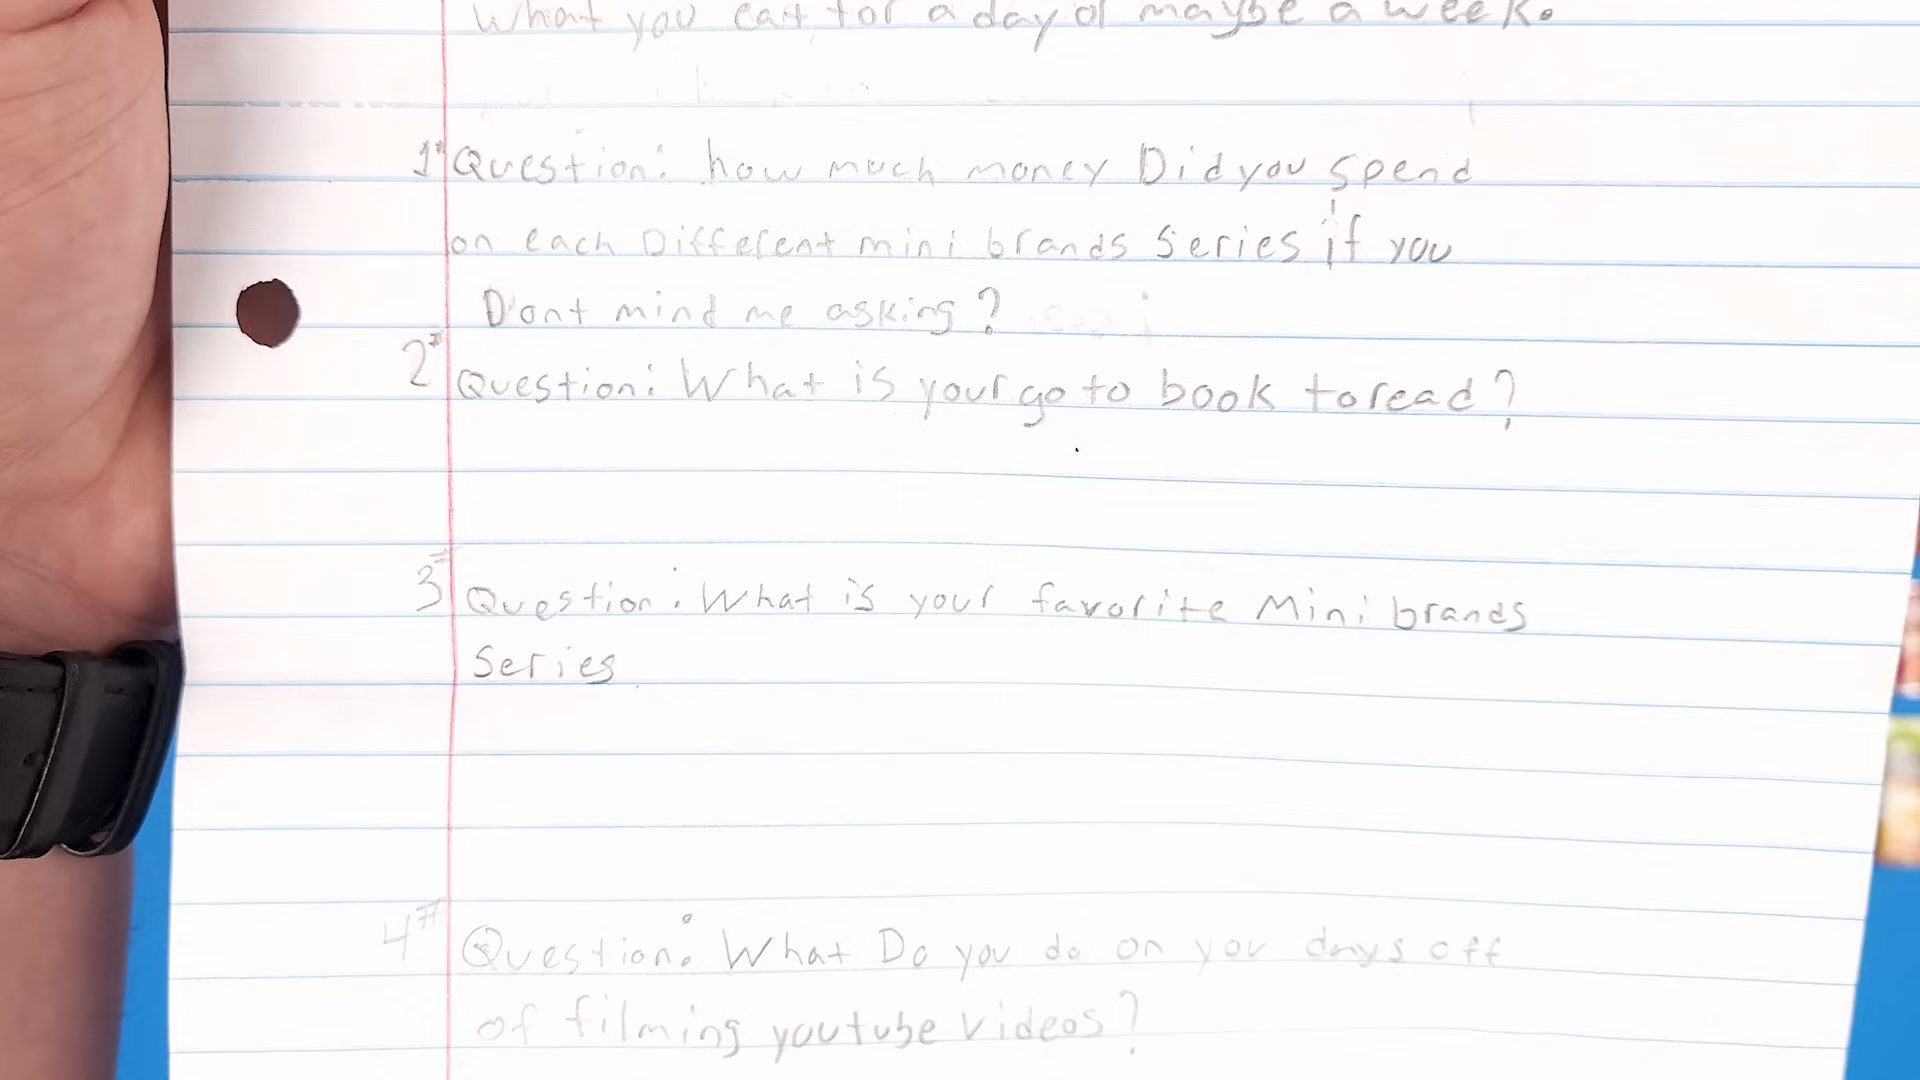 What you eat for a day or maybe a week.
1# Question: how much money Did you spend
on each Different mini brands Series if you
Dont mind me asking?
2# Question: What is your go to book to read?
3# Question: What is your favorite Mini brands
Series
4# Question: What Do you do on you days off
of filming youtube videos?